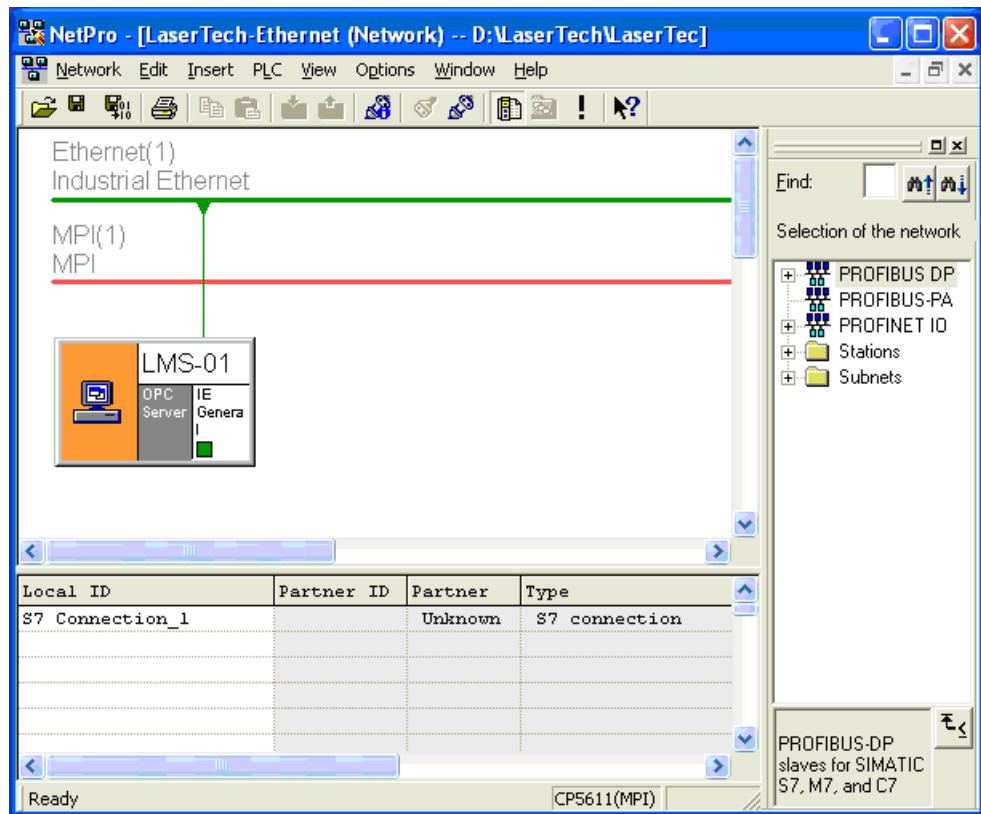 NetPro - [LaserTech-Ethernet (Network) -- D:\LaserTech\LaserTec]
Network Edit Insert PLC View Options Window Help
Ethernet(1)
Industrial Ethernet
MPI(1)
MPI
LMS-01
OPC
Server
IE
Genera
l
Find:
Selection of the network
PROFIBUS DP
PROFIBUS-PA
PROFINET IO
Stations
Subnets
Local ID Partner ID Partner Type
S7 Connection_1 Unknown S7 connection
PROFIBUS-DP
slaves for SIMATIC
S7, M7, and C7
Ready CP5611(MPI)